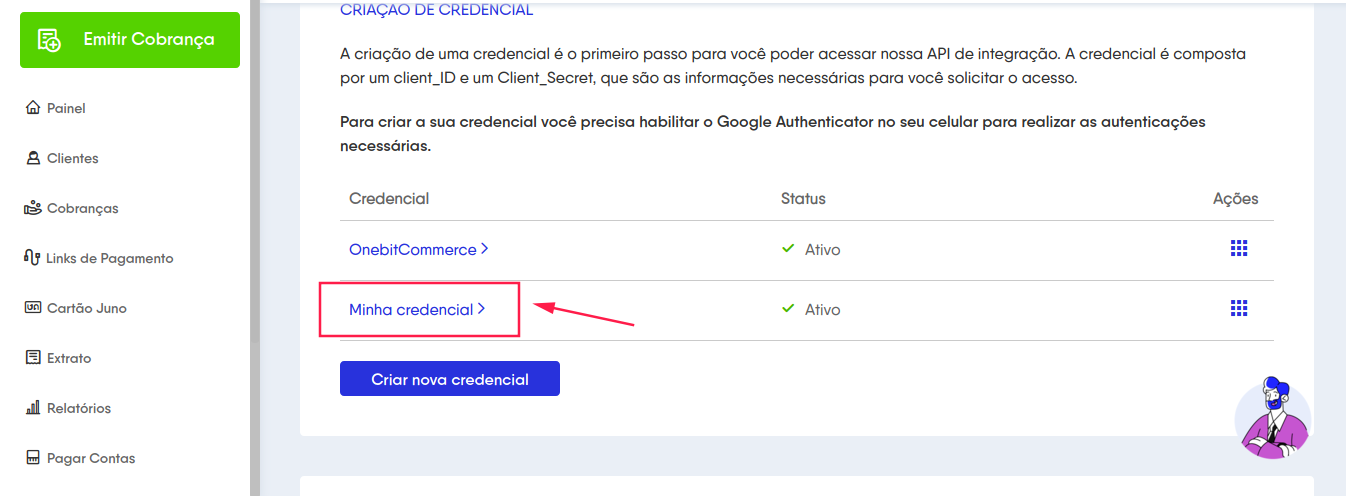 Emitir Cobrança
Painel
Clientes
Cobranças
Links de Pagamento
Cartão Juno
Extrato
Relatórios
Pagar Contas
CRIAÇÃO DE CREDENCIAL
A criação de uma credencial é o primeiro passo para você poder acessar nossa API de integração. A credencial é composta
por um client_ID e um Client_Secret, que são as informações necessárias para você solicitar o acesso.
Para criar a sua credencial você precisa habilitar o Google Authenticator no seu celular para realizar as autenticações
necessárias.
Credencial Status Ações
OnebitCommerce > Ativo
Minha credencial > Ativo
Criar nova credencial